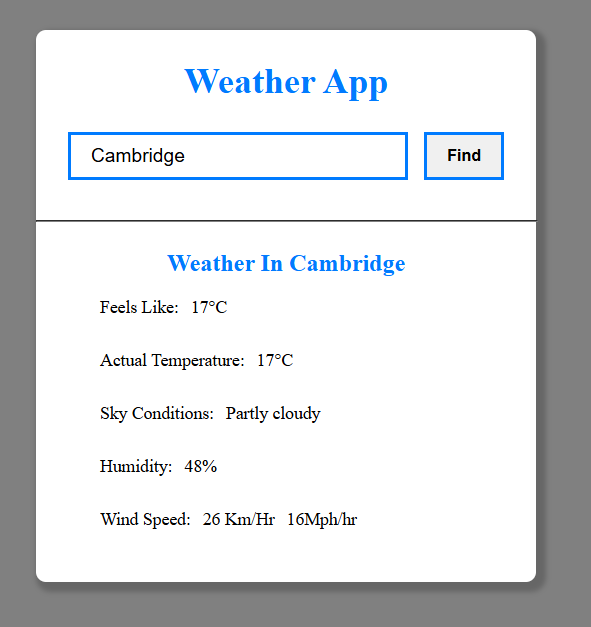 Weather App
Cambridge Find
Weather In Cambridge
Feels Like: 17°C
Actual Temperature: 17°C
Sky Conditions: Partly cloudy
Humidity: 48%
Wind Speed: 26 Km/Hr 16Mph/hr